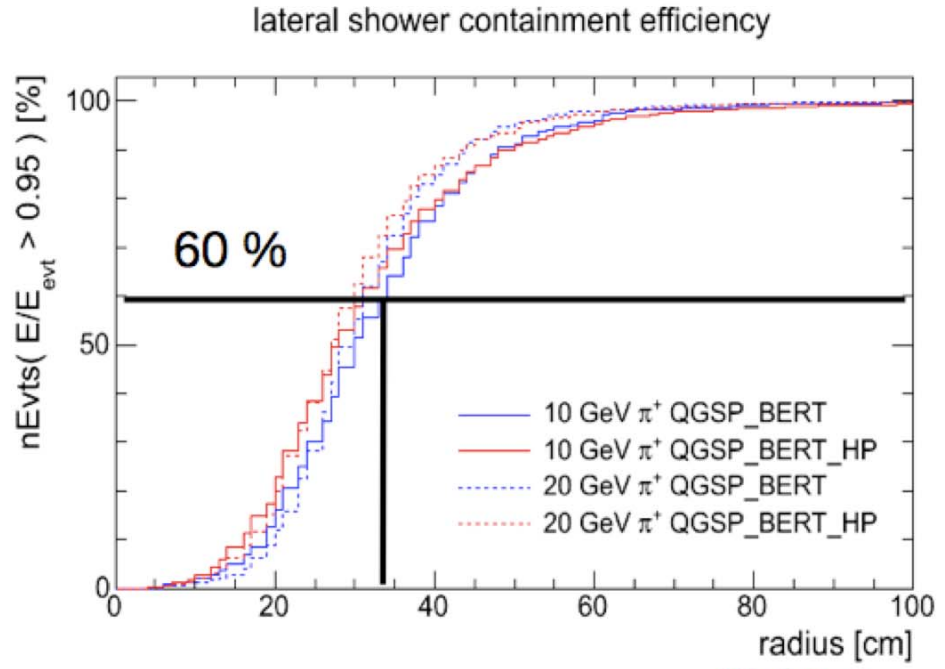 lateral shower containment efficiency
nEvts( E/E_evt > 0.95 ) [%]
100
60 %
50
10 GeV π⁺ QGSP_BERT
10 GeV π⁺ QGSP_BERT_HP
20 GeV π⁺ QGSP_BERT
20 GeV π⁺ QGSP_BERT_HP
0
0 20 40 60 80 100
radius [cm]